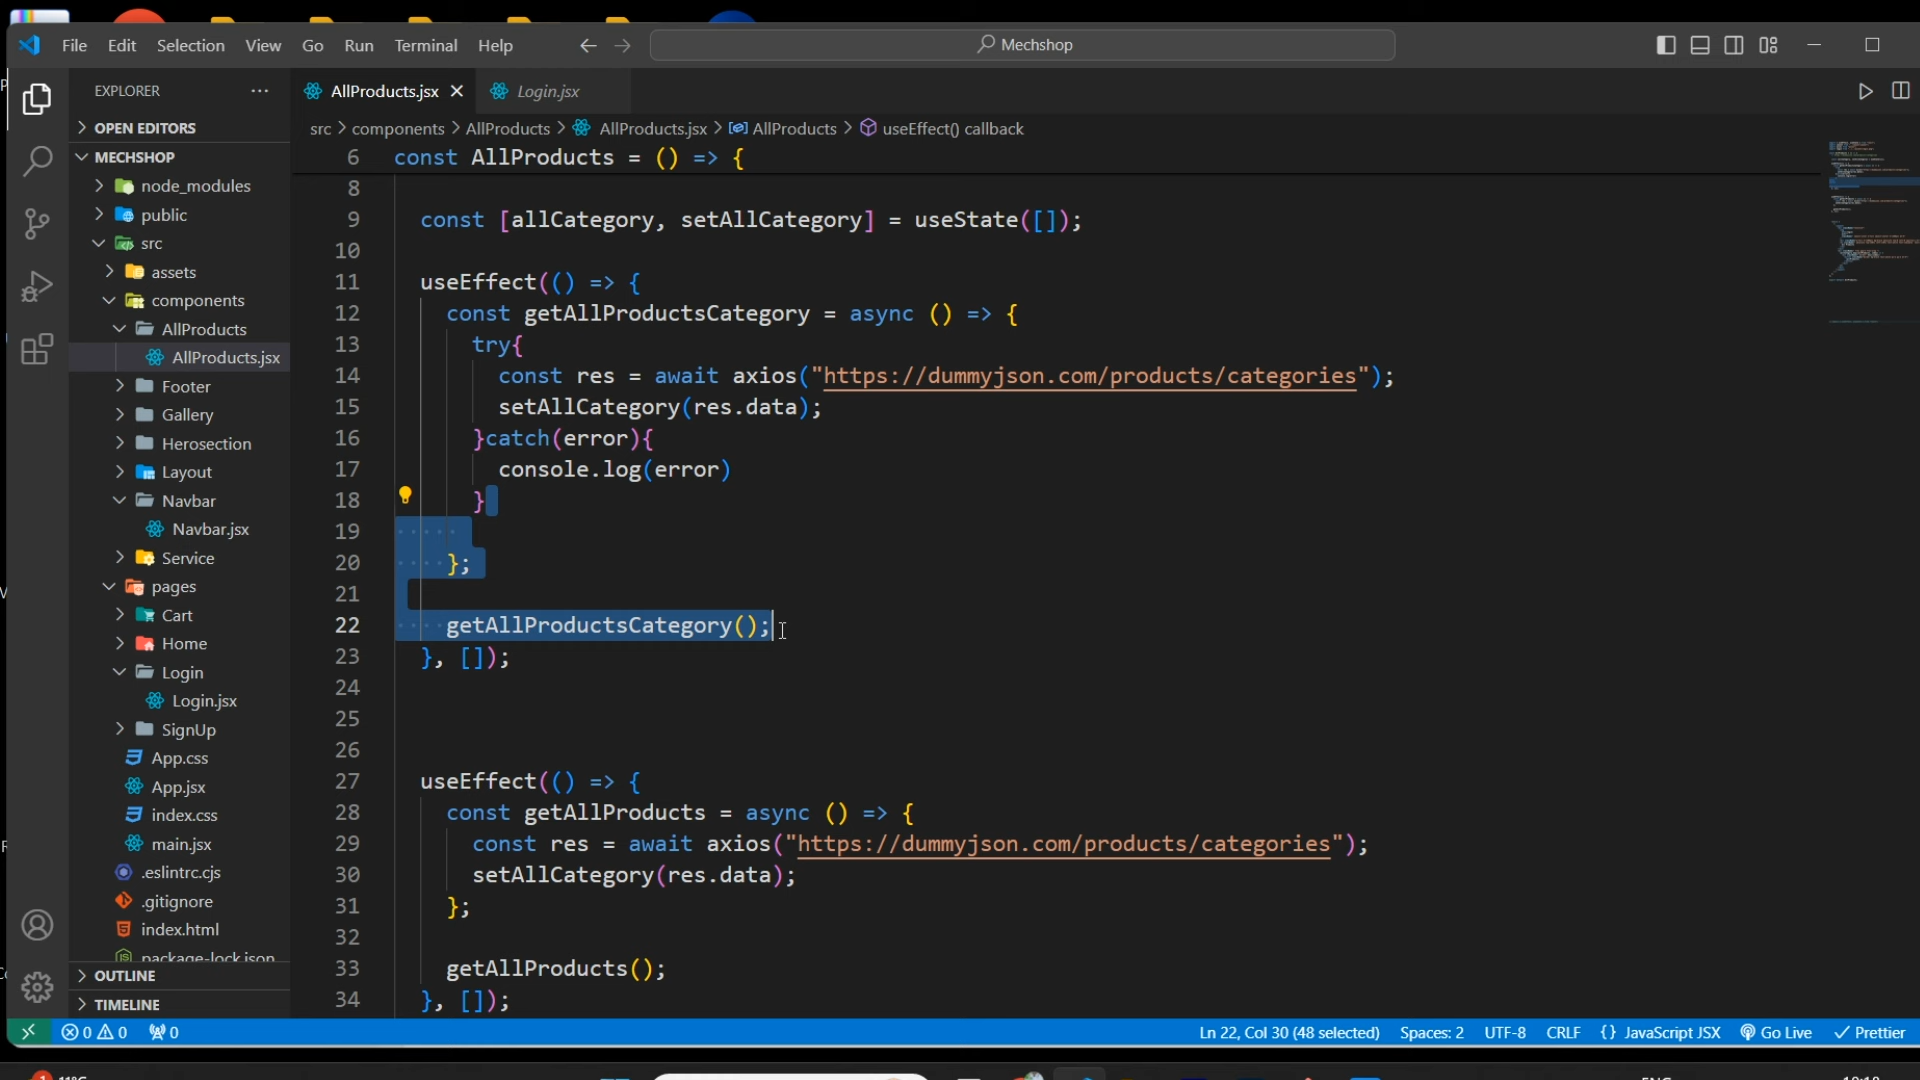 File Edit Selection View Go Run Terminal Help
Mechshop
EXPLORER
AllProducts.jsx
Login.jsx
OPEN EDITORS
src > components > AllProducts > AllProducts.jsx > AllProducts > useEffect() callback
MECHSHOP
node_modules
public
src
assets
components
AllProducts
AllProducts.jsx
Footer
Gallery
Herosection
Layout
Navbar
Navbar.jsx
Service
pages
Cart
Home
Login
Login.jsx
SignUp
App.css
App.jsx
index.css
main.jsx
.eslintrc.cjs
.gitignore
index.html
package-lock.json
OUTLINE
TIMELINE
6 const AllProducts = () => {
8
9 const [allCategory, setAllCategory] = useState([]);
10
11 useEffect(() => {
12 const getAllProductsCategory = async () => {
13 try{
14 const res = await axios("https://dummyjson.com/products/categories");
15 setAllCategory(res.data);
16 }catch(error){
17 console.log(error)
18 }
19
20 };
21
22 getAllProductsCategory();
23 }, []);
24
25
26
27 useEffect(() => {
28 const getAllProducts = async () => {
29 const res = await axios("https://dummyjson.com/products/categories");
30 setAllCategory(res.data);
31 };
32
33 getAllProducts();
34 }, []);
0 0 0
Ln 22, Col 30 (48 selected) Spaces: 2 UTF-8 CRLF {} JavaScript JSX Go Live Prettier